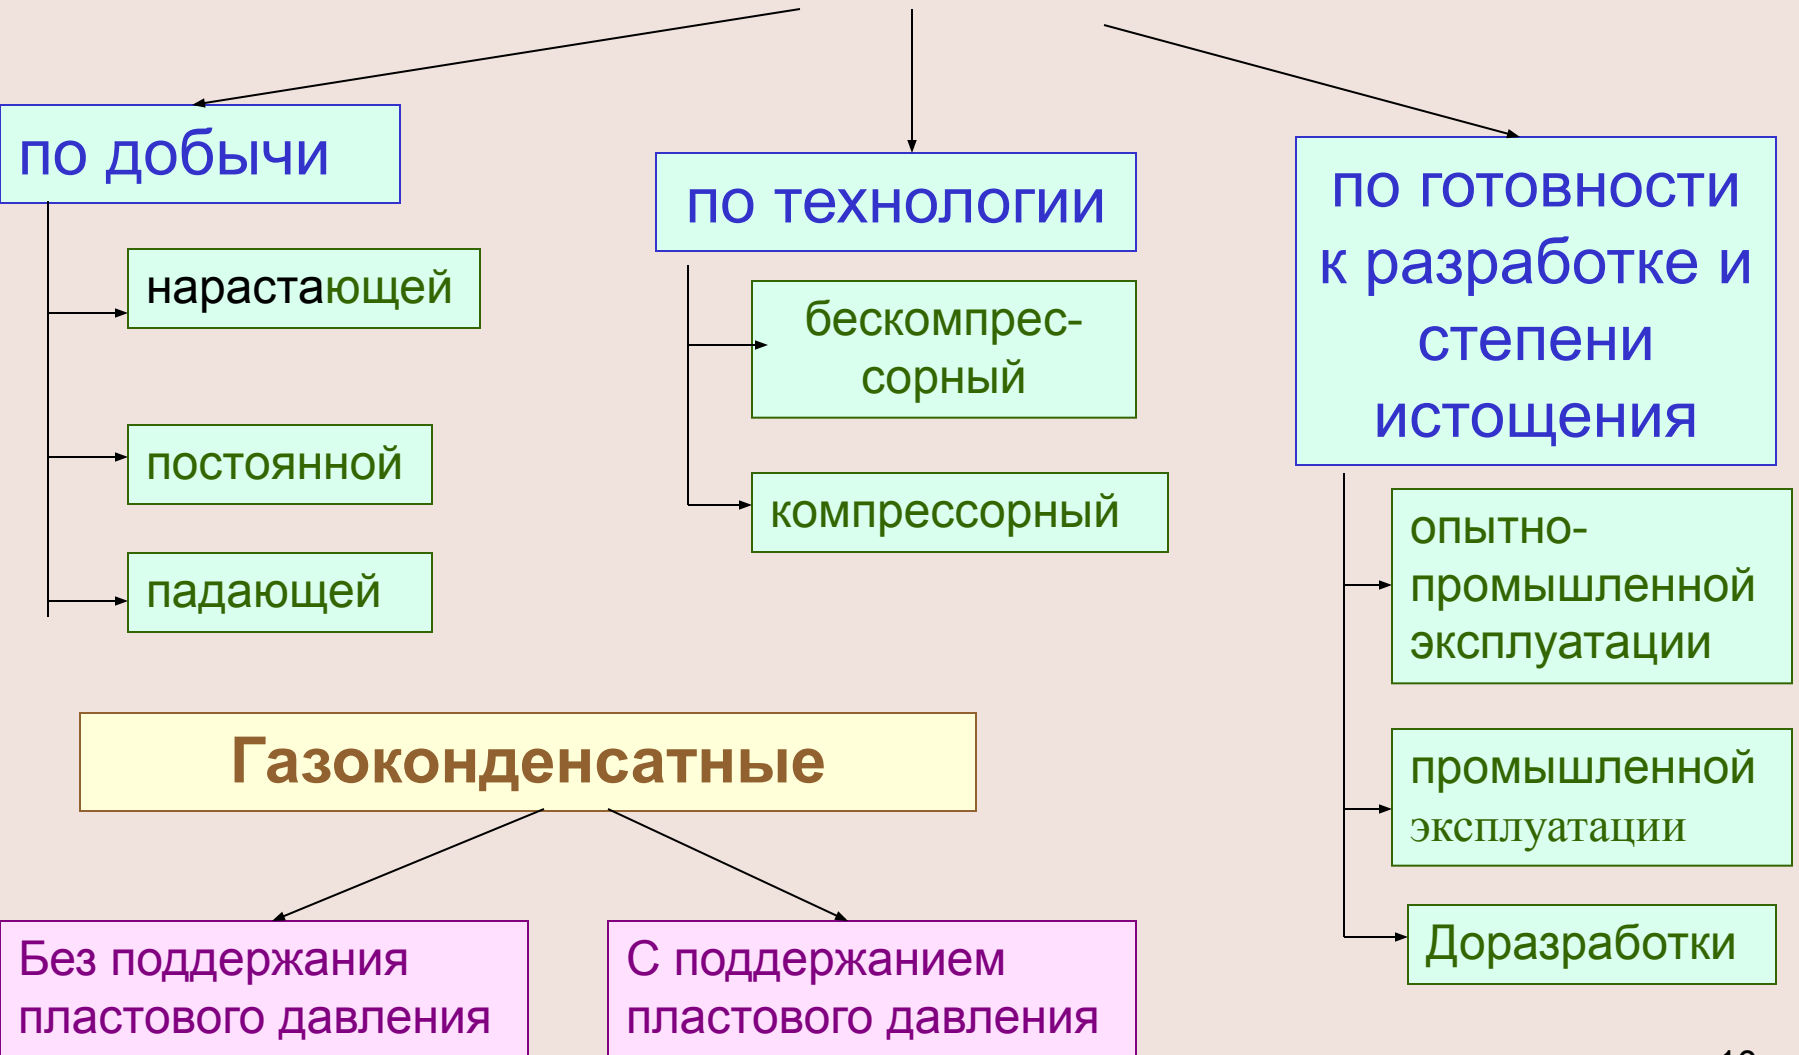 по добычи
нарастающей
постоянной
падающей
по технологии
бескомпрес-
сорный
компрессорный
по готовности
к разработке и
степени
истощения
опытно-
промышленной
эксплуатации
промышленной
эксплуатации
Доразработки
Газоконденсатные
Без поддержания
пластового давления
С поддержанием
пластового давления